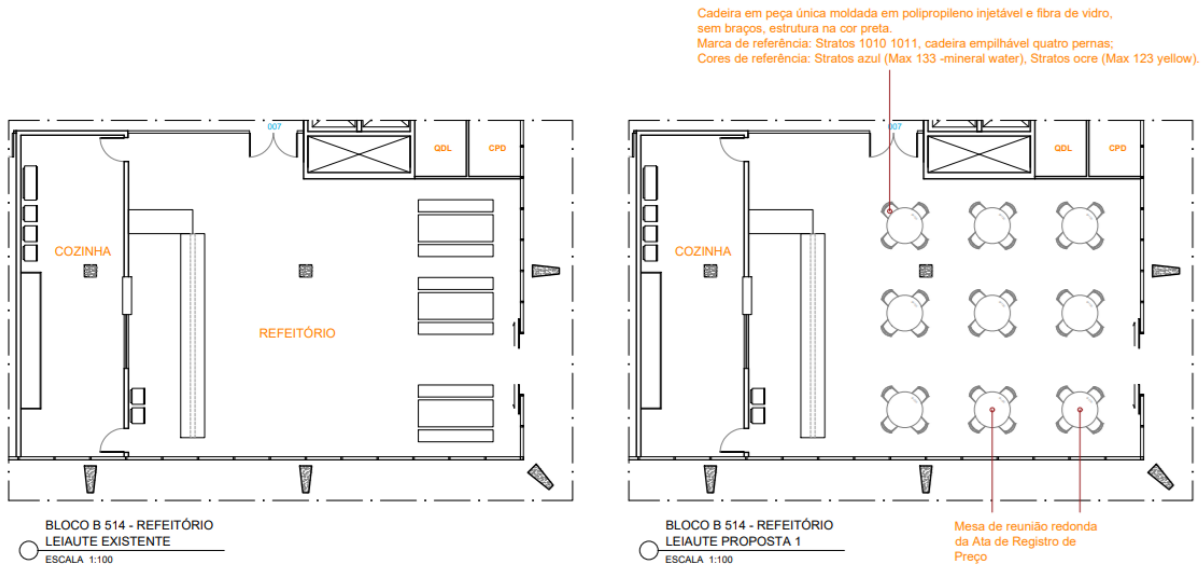 Cadeira em peça única moldada em polipropileno injetável e fibra de vidro,
sem braços, estrutura na cor preta.
Marca de referência: Stratos 1010 1011, cadeira empilhável quatro pernas;
Cores de referência: Stratos azul (Max 133 -mineral water), Stratos ocre (Max 123 yellow).
007
QDL
CPD
COZINHA
REFEITÓRIO
BLOCO B 514 - REFEITÓRIO
LEIAUTE EXISTENTE
ESCALA 1:100
007
QDL
CPD
COZINHA
BLOCO B 514 - REFEITÓRIO
LEIAUTE PROPOSTA 1
ESCALA 1:100
Mesa de reunião redonda
da Ata de Registro de
Preço